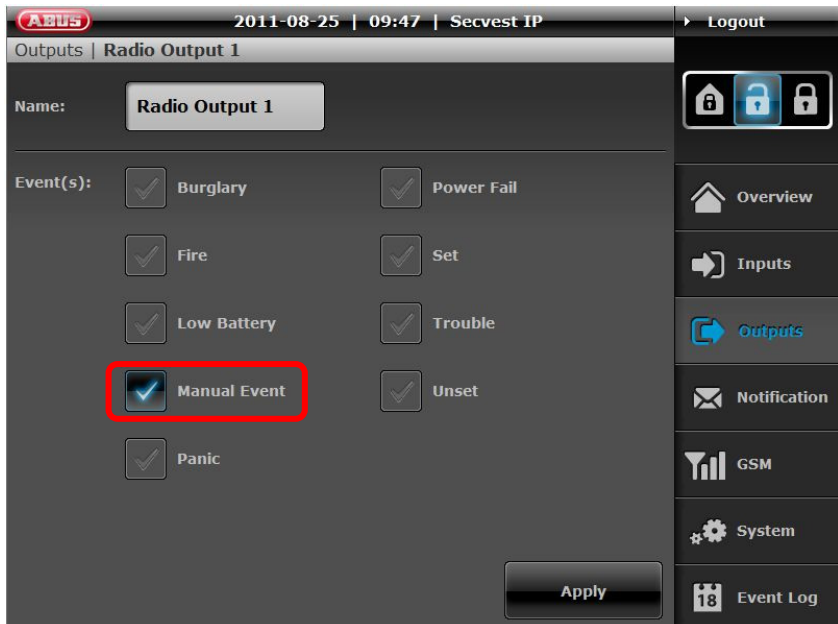 ABUS
2011-08-25 | 09:47 | Secvest IP
Logout
Outputs | Radio Output 1
Name:
Radio Output 1
Event(s):
Burglary
Power Fail
Fire
Set
Low Battery
Trouble
Manual Event
Unset
Panic
Apply
Overview
Inputs
Outputs
Notification
GSM
System
18
Event Log